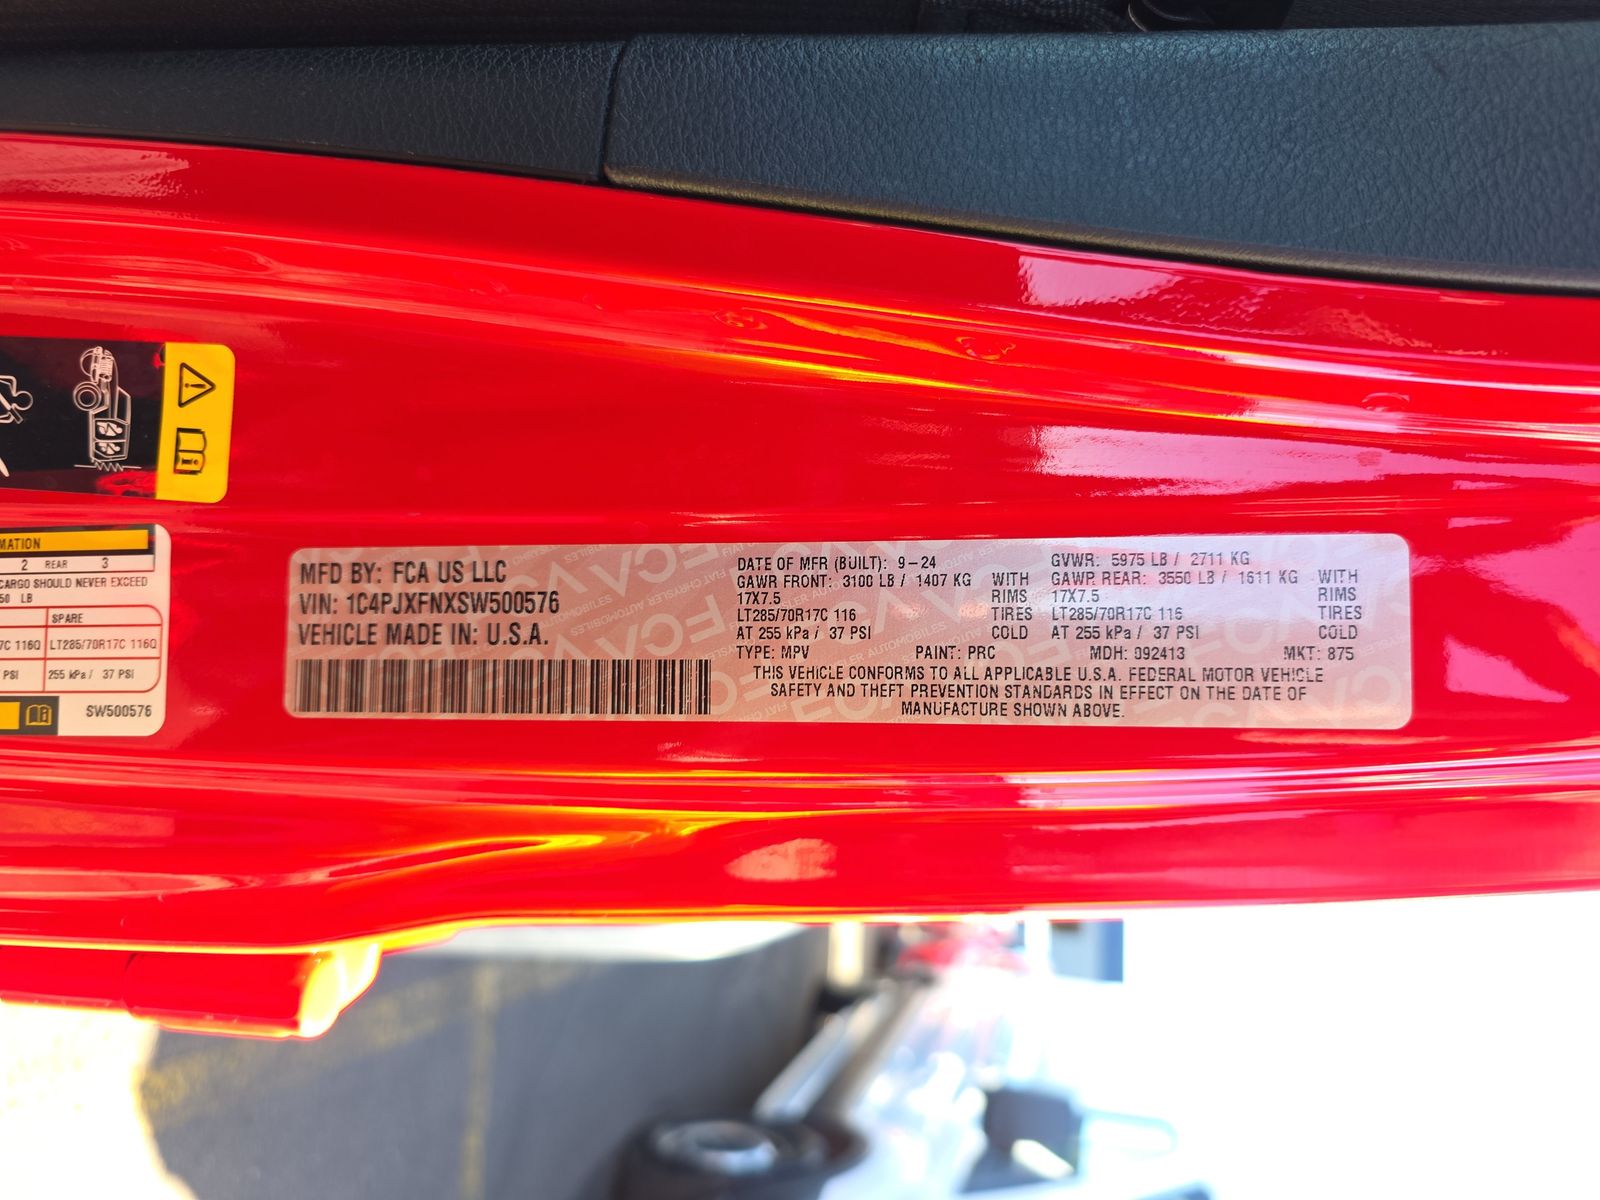 MATION
2 REAR 3
CARGO SHOULD NEVER EXCEED
50 LB
SPARE
7C 116Q LT285/70R17C 116Q
PSI 255 kPa / 37 PSI
SW500576
MFD BY: FCA US LLC
VIN: 1C4PJXFNXSW500576
VEHICLE MADE IN: U.S.A.
DATE OF MFR (BUILT): 9-24 GVWR: 5975 LB / 2711 KG
GAWR FRONT: 3100 LB / 1407 KG WITH GAWR REAR: 3550 LB / 1611 KG WITH
17X7.5 RIMS 17X7.5 RIMS
LT285/70R17C 116 TIRES LT285/70R17C 116 TIRES
AT 255 kPa / 37 PSI COLD AT 255 kPa / 37 PSI COLD
TYPE: MPV PAINT: PRC MDH: 092413 MKT: 875
THIS VEHICLE CONFORMS TO ALL APPLICABLE U.S.A. FEDERAL MOTOR VEHICLE
SAFETY AND THEFT PREVENTION STANDARDS IN EFFECT ON THE DATE OF
MANUFACTURE SHOWN ABOVE.